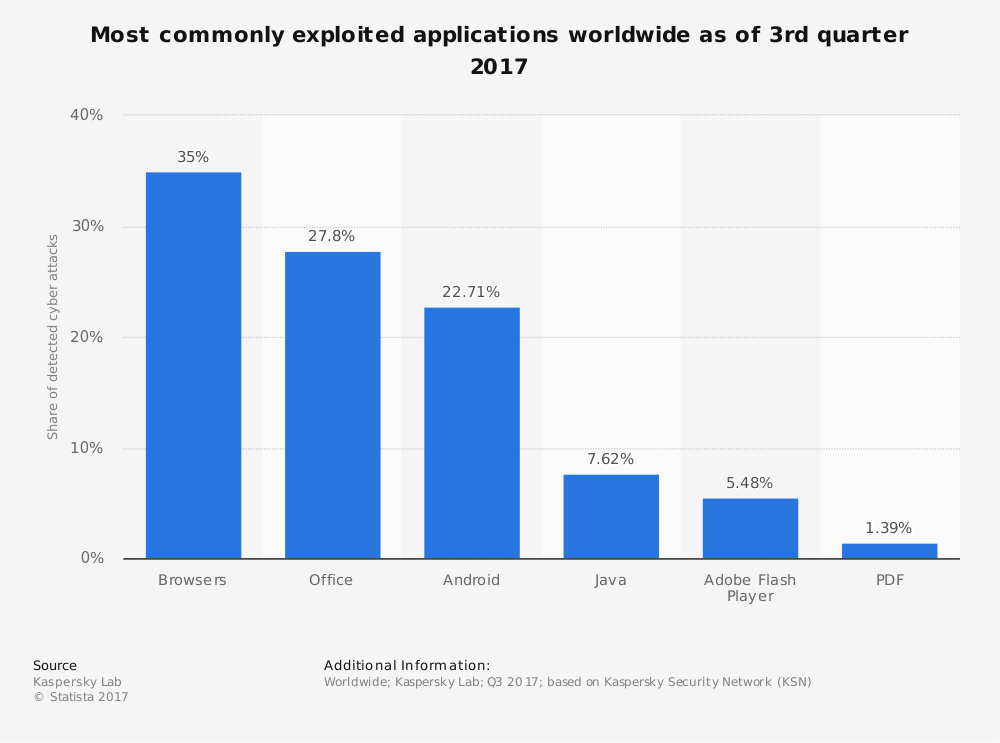 Most commonly exploited applications worldwide as of 3rd quarter
2017
40%
30%
20%
10%
0%
Share of detected cyber attacks
35%
27.8%
22.71%
7.62%
5.48%
1.39%
Browsers
Office
Android
Java
Adobe Flash
Player
PDF
Source
Kaspersky Lab
© Statista 2017
Additional Information:
Worldwide; Kaspersky Lab; Q3 2017; based on Kaspersky Security Network (KSN)